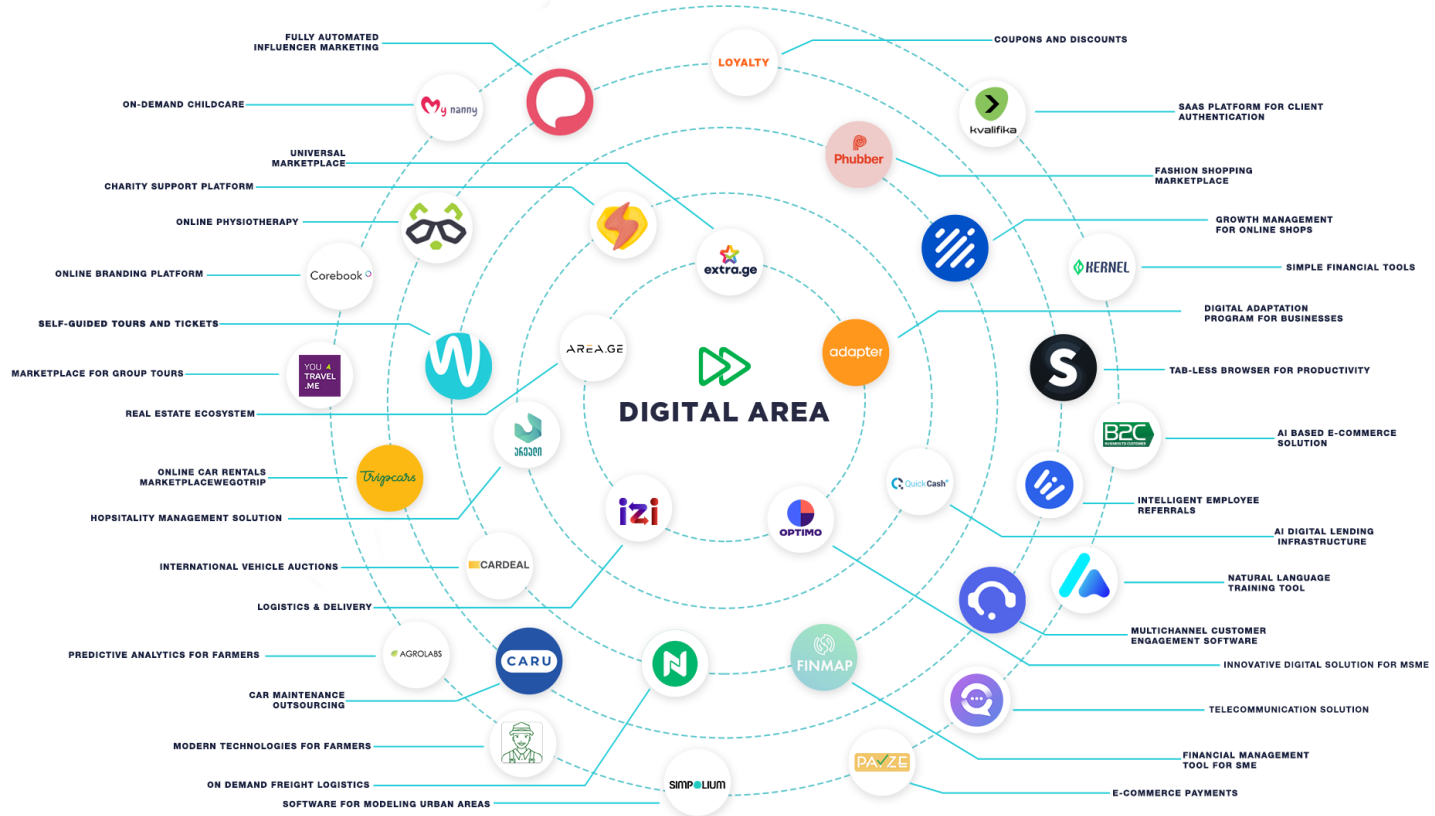 FULLY AUTOMATED
INFLUENCER MARKETING
COUPONS AND DISCOUNTS
LOYALTY
ON-DEMAND CHILDCARE
My nanny
kvalifika
SAAS PLATFORM FOR CLIENT
AUTHENTICATION
UNIVERSAL
MARKETPLACE
Phubber
FASHION SHOPPING
MARKETPLACE
CHARITY SUPPORT PLATFORM
ONLINE PHYSIOTHERAPY
GROWTH MANAGEMENT
FOR ONLINE SHOPS
ONLINE BRANDING PLATFORM
Corebook
extra.ge
KERNEL
SIMPLE FINANCIAL TOOLS
SELF-GUIDED TOURS AND TICKETS
W
AREA.GE
adapter
DIGITAL ADAPTATION
PROGRAM FOR BUSINESSES
MARKETPLACE FOR GROUP TOURS
YOU
TRAVEL
.ME
S
TAB-LESS BROWSER FOR PRODUCTIVITY
REAL ESTATE ECOSYSTEM
DIGITAL AREA
არეალი
B2C
AI BASED E-COMMERCE
SOLUTION
ONLINE CAR RENTALS
MARKETPLACEWEGOTRIP
Tripcars
QuickCash
INTELLIGENT EMPLOYEE
REFERRALS
HOPSITALITY MANAGEMENT SOLUTION
izi
OPTIMO
AI DIGITAL LENDING
INFRASTRUCTURE
INTERNATIONAL VEHICLE AUCTIONS
CARDEAL
NATURAL LANGUAGE
TRAINING TOOL
LOGISTICS & DELIVERY
MULTICHANNEL CUSTOMER
ENGAGEMENT SOFTWARE
PREDICTIVE ANALYTICS FOR FARMERS
AGROLABS
CARU
N
FINMAP
INNOVATIVE DIGITAL SOLUTION FOR MSME
CAR MAINTENANCE
OUTSOURCING
TELECOMMUNICATION SOLUTION
MODERN TECHNOLOGIES FOR FARMERS
FINANCIAL MANAGEMENT
TOOL FOR SME
PAYZE
ON DEMAND FREIGHT LOGISTICS
SIMPOLIUM
E-COMMERCE PAYMENTS
SOFTWARE FOR MODELING URBAN AREAS